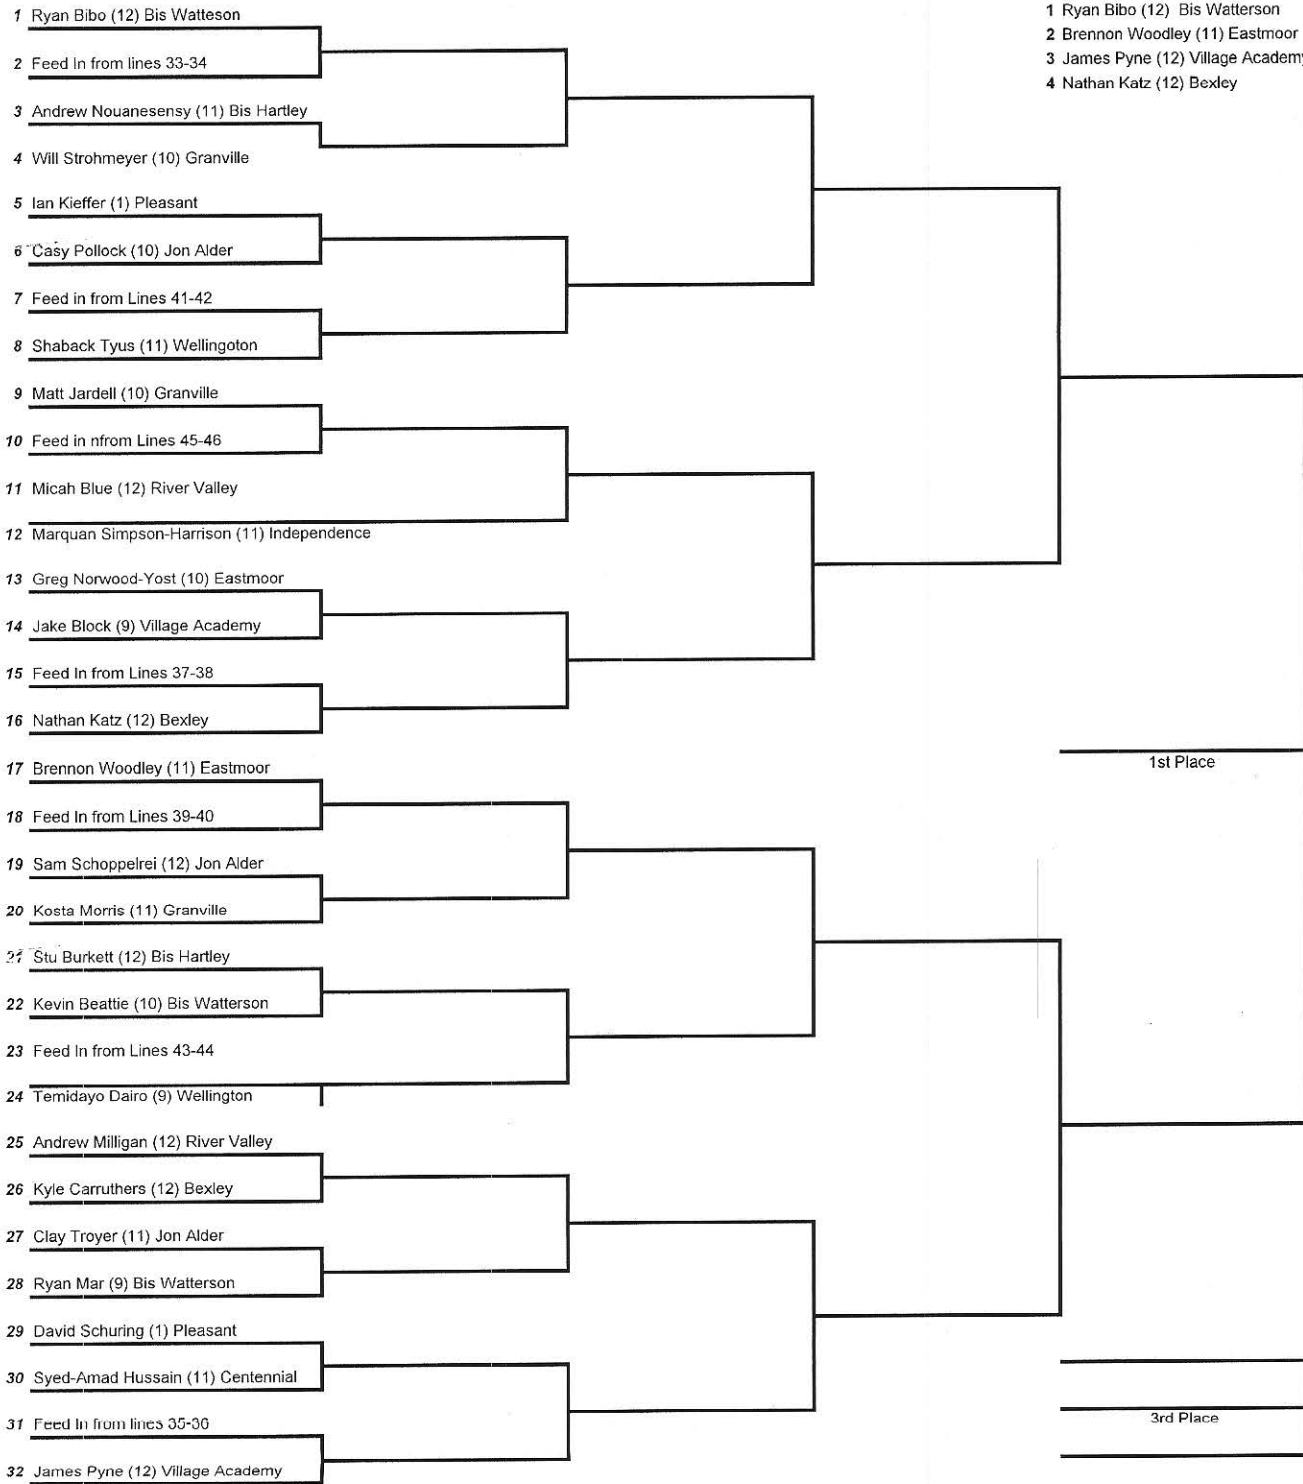 1 Ryan Bibo (12) Bis Watteson
2 Feed In from lines 33-34
3 Andrew Nouanesensy (11) Bis Hartley
4 Will Strohmeyer (10) Granville
5 Ian Kieffer (1) Pleasant
6 Casy Pollock (10) Jon Alder
7 Feed in from Lines 41-42
8 Shaback Tyus (11) Wellingoton
9 Matt Jardell (10) Granville
10 Feed in nfrom Lines 45-46
11 Micah Blue (12) River Valley
12 Marquan Simpson-Harrison (11) Independence
13 Greg Norwood-Yost (10) Eastmoor
14 Jake Block (9) Village Academy
15 Feed In from Lines 37-38
16 Nathan Katz (12) Bexley
17 Brennon Woodley (11) Eastmoor
18 Feed In from Lines 39-40
19 Sam Schoppelrei (12) Jon Alder
20 Kosta Morris (11) Granville
21 Stu Burkett (12) Bis Hartley
22 Kevin Beattie (10) Bis Watterson
23 Feed In from Lines 43-44
24 Temidayo Dairo (9) Wellington
25 Andrew Milligan (12) River Valley
26 Kyle Carruthers (12) Bexley
27 Clay Troyer (11) Jon Alder
28 Ryan Mar (9) Bis Watterson
29 David Schuring (1) Pleasant
30 Syed-Amad Hussain (11) Centennial
31 Feed In from lines 35-36
32 James Pyne (12) Village Academy
1 Ryan Bibo (12) Bis Watterson
2 Brennon Woodley (11) Eastmoor
3 James Pyne (12) Village Academy
4 Nathan Katz (12) Bexley
1st Place
3rd Place